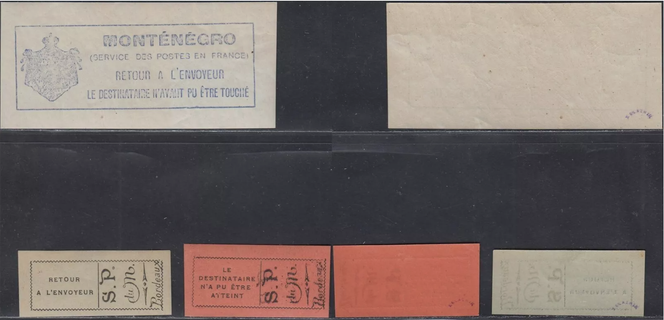 MONTÉNÉGRO
(SERVICE DES POSTES EN FRANCE)
RETOUR A L'ENVOYEUR
LE DESTINATAIRE N'AYANT PU ÊTRE TOUCHÉ
RETOUR
A L'ENVOYEUR
S.P.
du M.
Bordeaux
LE
DESTINATAIRE
N'A PU ÊTRE
ATTEINT
S.P.
du M.
Bordeaux